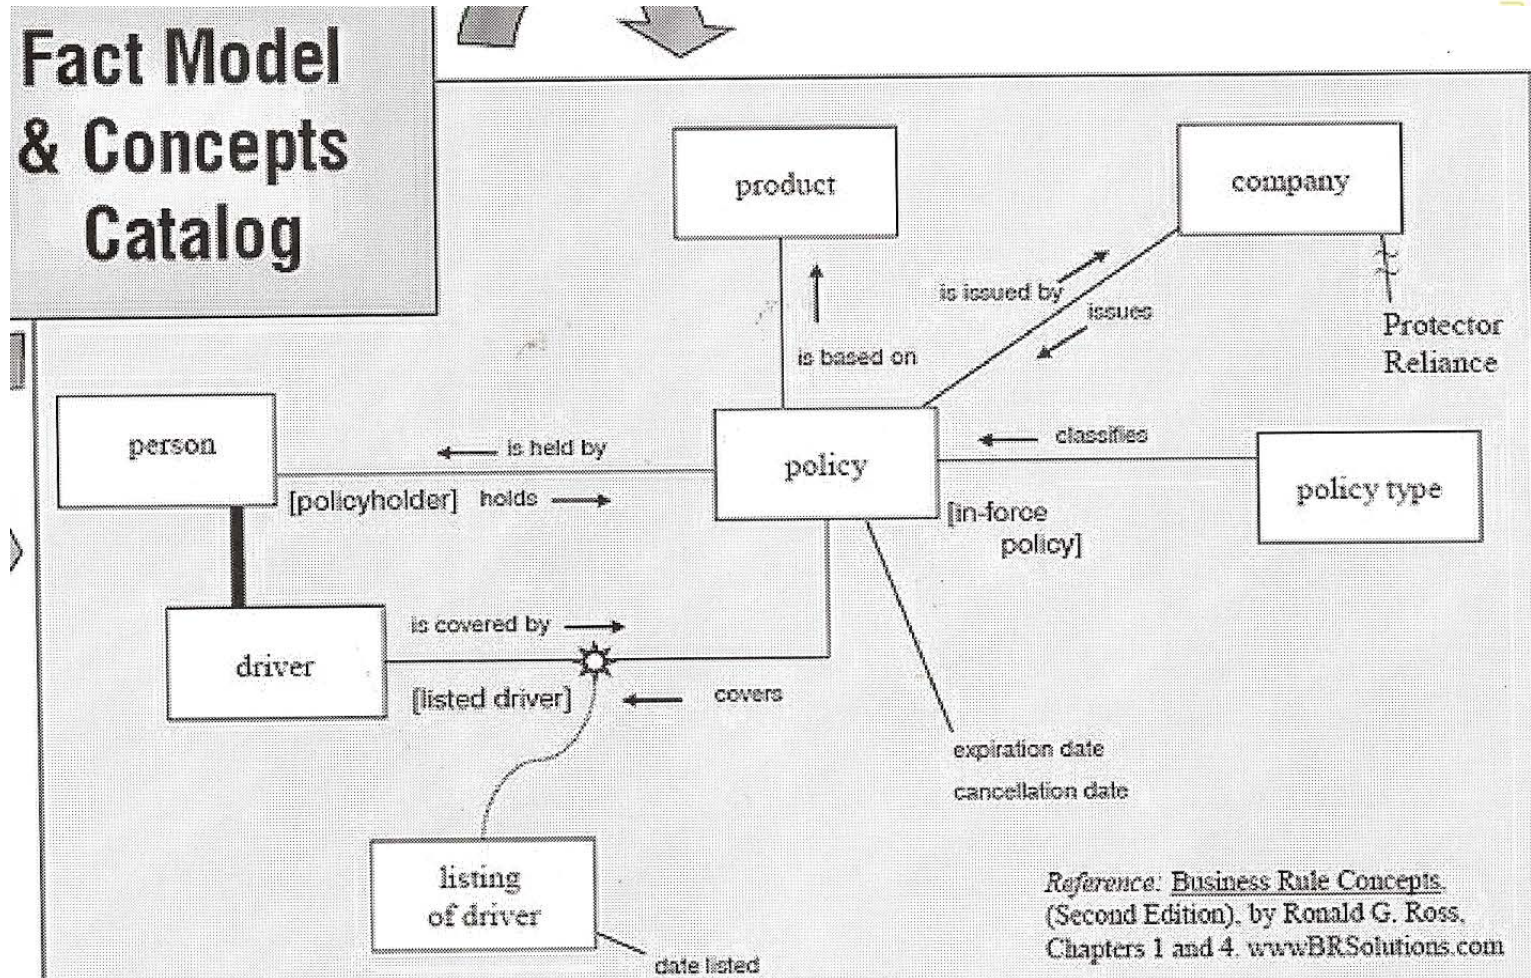 Fact Model
& Concepts
Catalog
product
company
is issued by
issues
Protector
Reliance
is based on
person
is held by
[policyholder] holds
policy
classifies
policy type
[in-force
policy]
driver
is covered by
[listed driver]
covers
expiration date
cancellation date
listing
of driver
date listed
Reference: Business Rule Concepts.
(Second Edition), by Ronald G. Ross,
Chapters 1 and 4. wwwBRSolutions.com